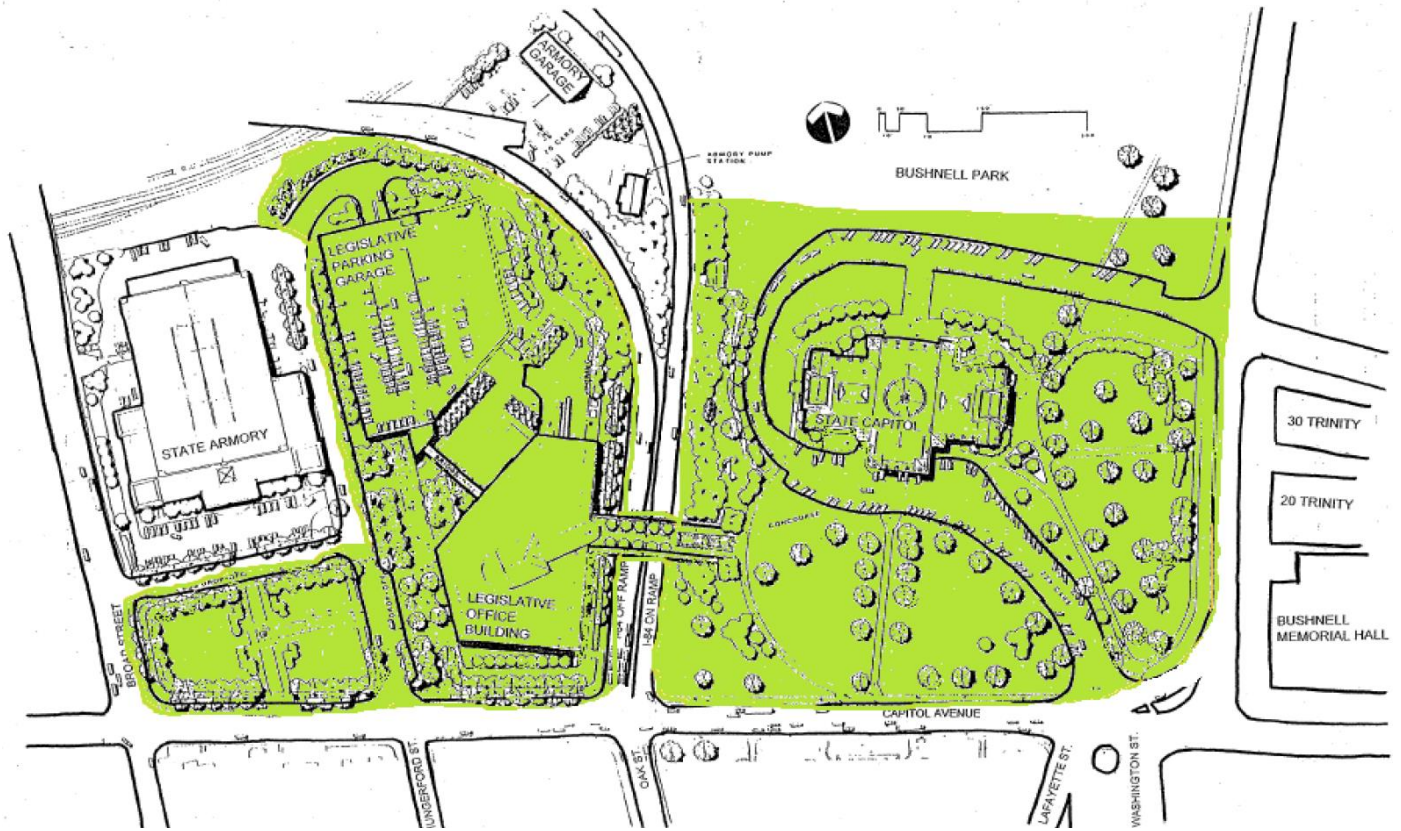 ARMORY
GARAGE
70 CARS
ARMORY PUMP
STATION
BUSHNELL PARK
LEGISLATIVE
PARKING
GARAGE
STATE ARMORY
STATE CAPITOL
30 TRINITY
20 TRINITY
CONCOURSE
LEGISLATIVE
OFFICE
BUILDING
I-84 OFF RAMP
I-84 ON RAMP
BROAD STREET
BUSHNELL
MEMORIAL HALL
CAPITOL AVENUE
HUNGERFORD ST.
OAK ST.
LAFAYETTE ST.
WASHINGTON ST.